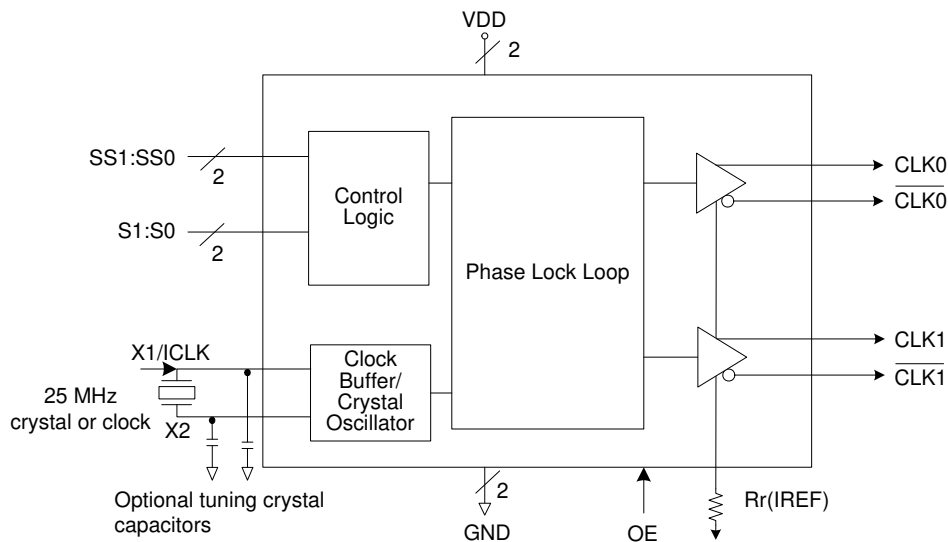 VDD
2
SS1:SSO
2
S1:S0
2
Control
Logic
Phase Lock Loop
CLK0
CLK0
CLK1
CLK1
X1/ICLK
25 MHz
crystal or clock
X2
Clock
Buffer/
Crystal
Oscillator
Optional tuning crystal
capacitors
2
GND
OE
Rr(IREF)